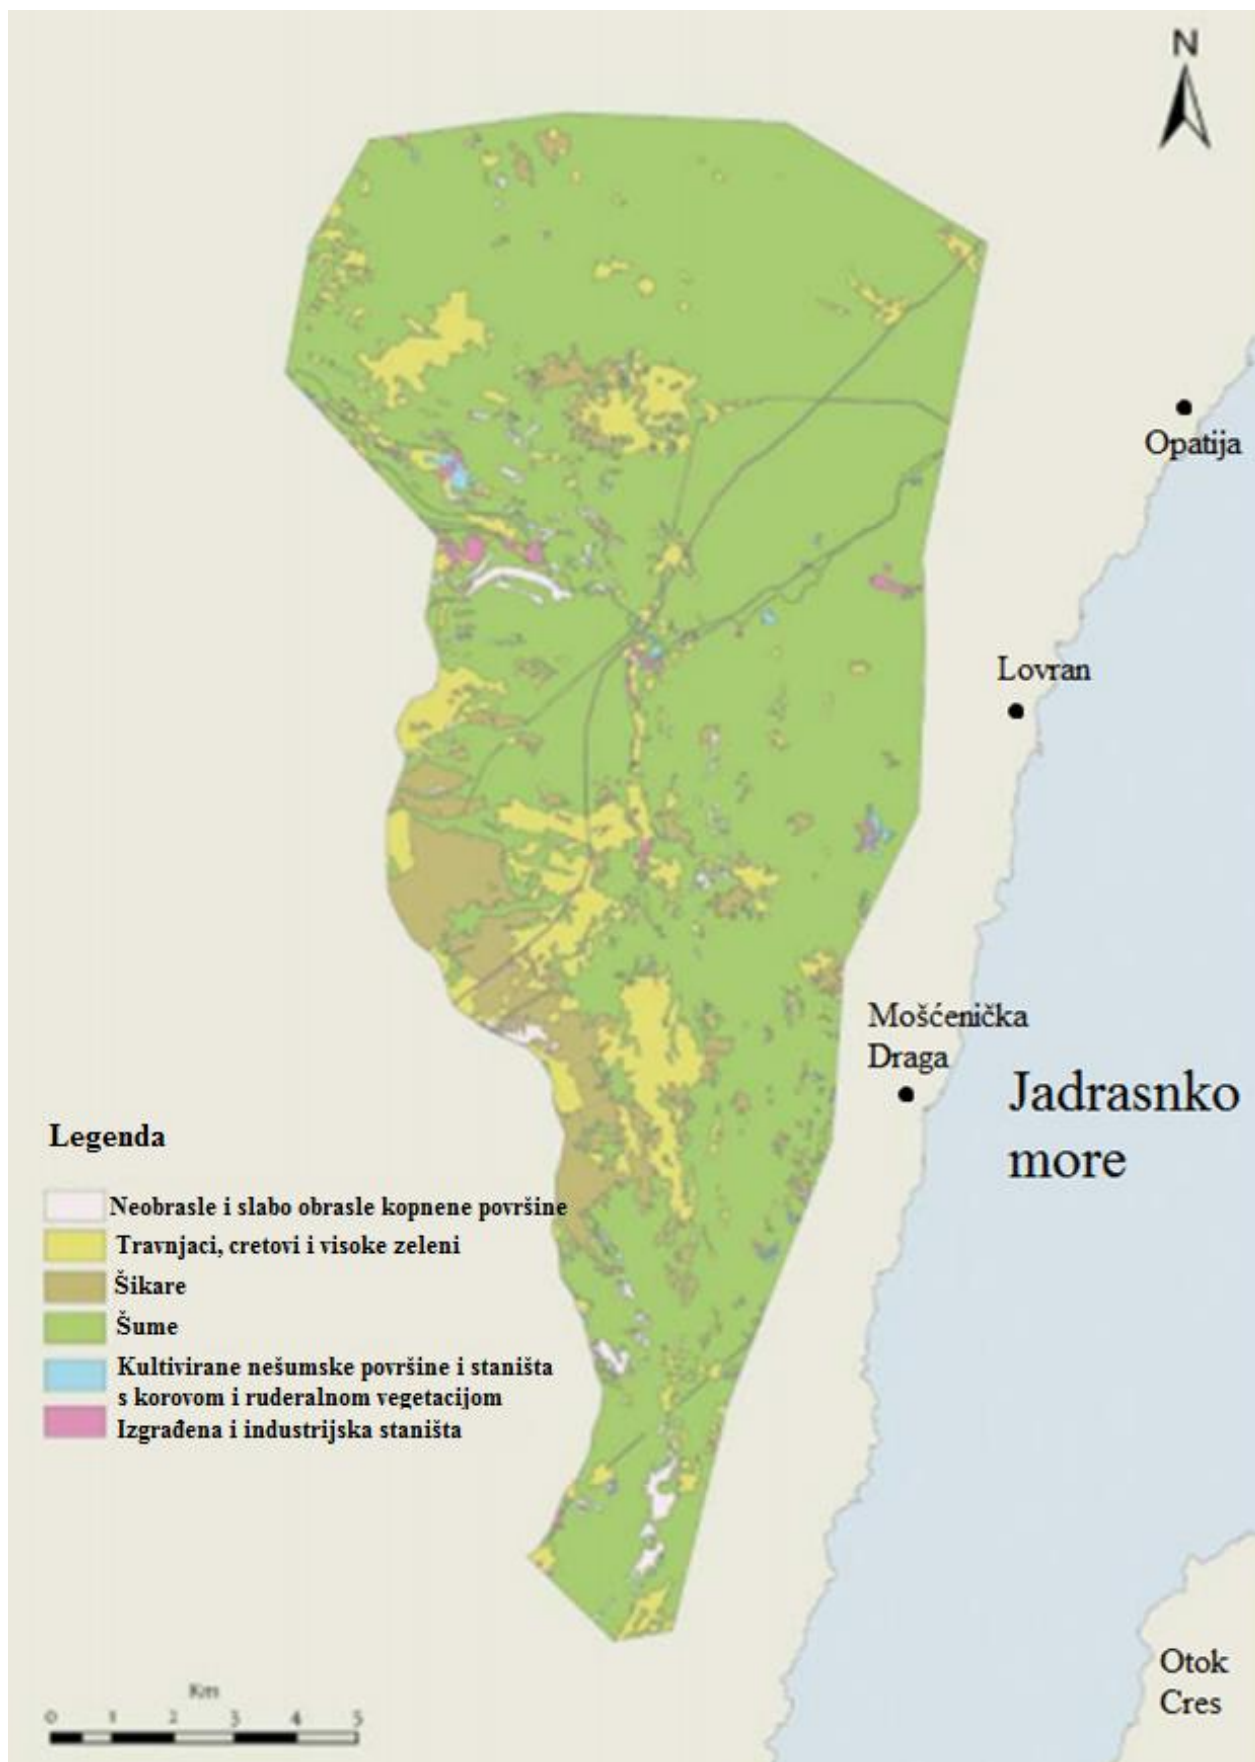 N
Opatija
Lovran
Mošćenička
Draga
Jadrasnko
more
Legenda
Neobrasle i slabo obrasle kopnene površine
Travnjaci, cretovi i visoke zeleni
Šikare
Šume
Kultivirane nešumske površine i staništa
s korovom i ruderalnom vegetacijom
Izgrađena i industrijska staništa
Otok
Cres
Km
0 1 2 3 4 5